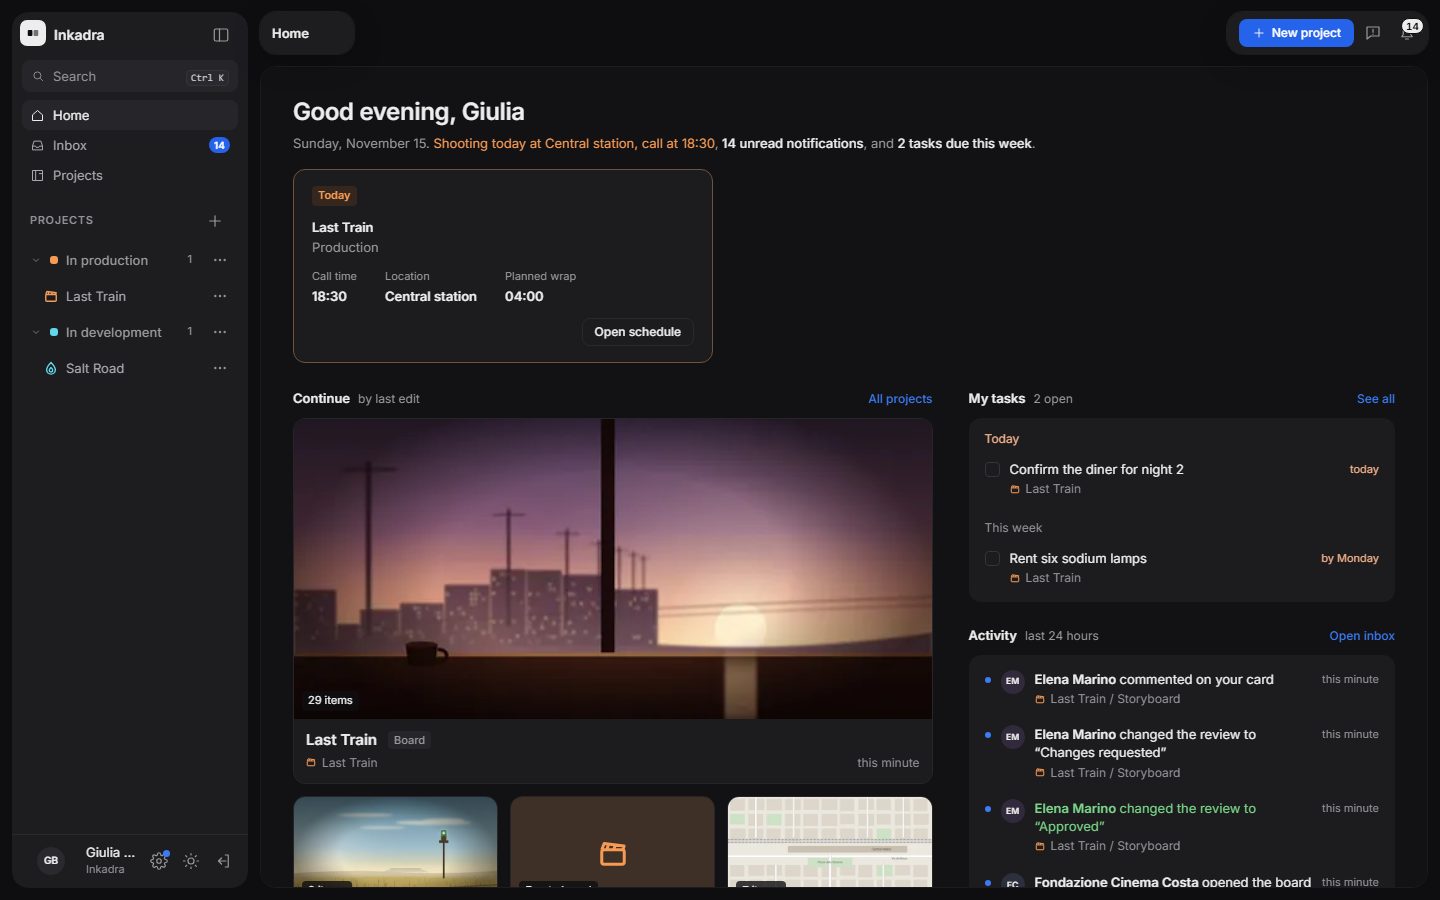 Inkadra
Search
Ctrl K
Home
Inbox
14
Projects
PROJECTS
In production
1
Last Train
In development
1
Salt Road
GB
Giulia ...
Inkadra
Home
New project
14
Good evening, Giulia
Sunday, November 15. Shooting today at Central station, call at 18:30, 14 unread notifications, and 2 tasks due this week.
Today
Last Train
Production
Call time
Location
Planned wrap
18:30
Central station
04:00
Open schedule
Continue by last edit
All projects
29 items
Last Train
Board
Last Train
this minute
My tasks 2 open
See all
Today
Confirm the diner for night 2
today
Last Train
This week
Rent six sodium lamps
by Monday
Last Train
Activity last 24 hours
Open inbox
EM
Elena Marino commented on your card
this minute
Last Train / Storyboard
EM
Elena Marino changed the review to
“Changes requested”
this minute
Last Train / Storyboard
EM
Elena Marino changed the review to
“Approved”
this minute
Last Train / Storyboard
FC
Fondazione Cinema Costa opened the board
this minute